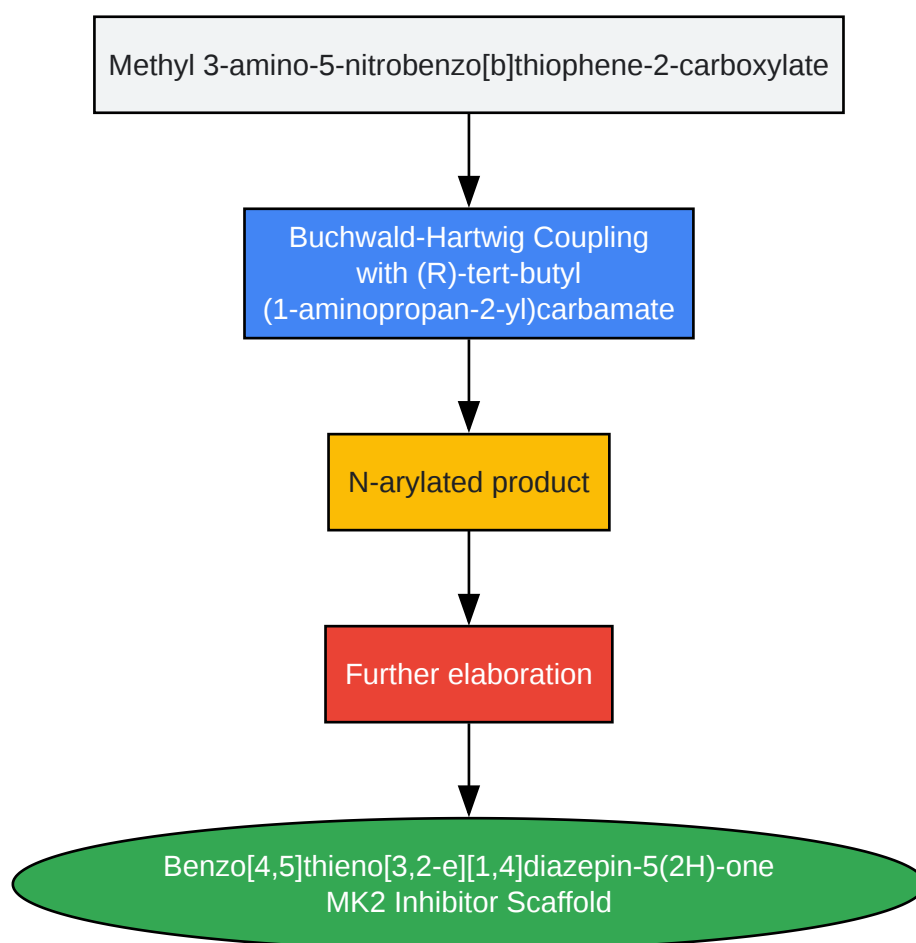 Methyl 3-amino-5-nitrobenzo[b]thiophene-2-carboxylate
Buchwald-Hartwig Coupling
with (R)-tert-butyl
(1-aminopropan-2-yl)carbamate
N-arylated product
Further elaboration
Benzo[4,5]thieno[3,2-e][1,4]diazepin-5(2H)-one
MK2 Inhibitor Scaffold